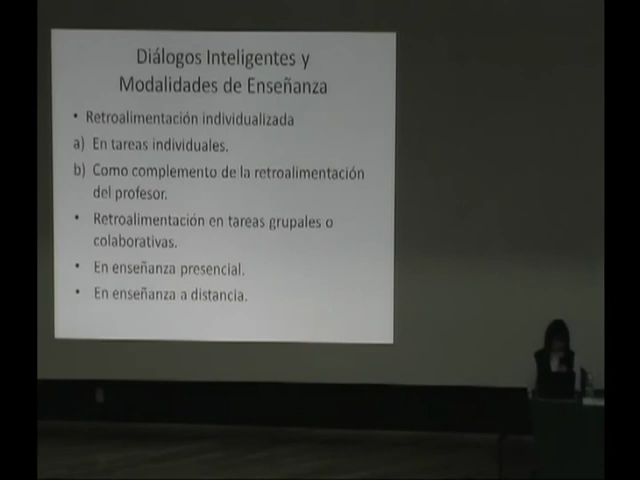 Diálogos Inteligentes y
Modalidades de Enseñanza
• Retroalimentación individualizada
a) En tareas individuales.
b) Como complemento de la retroalimentación
del profesor.
• Retroalimentación en tareas grupales o
colaborativas.
• En enseñanza presencial.
• En enseñanza a distancia.